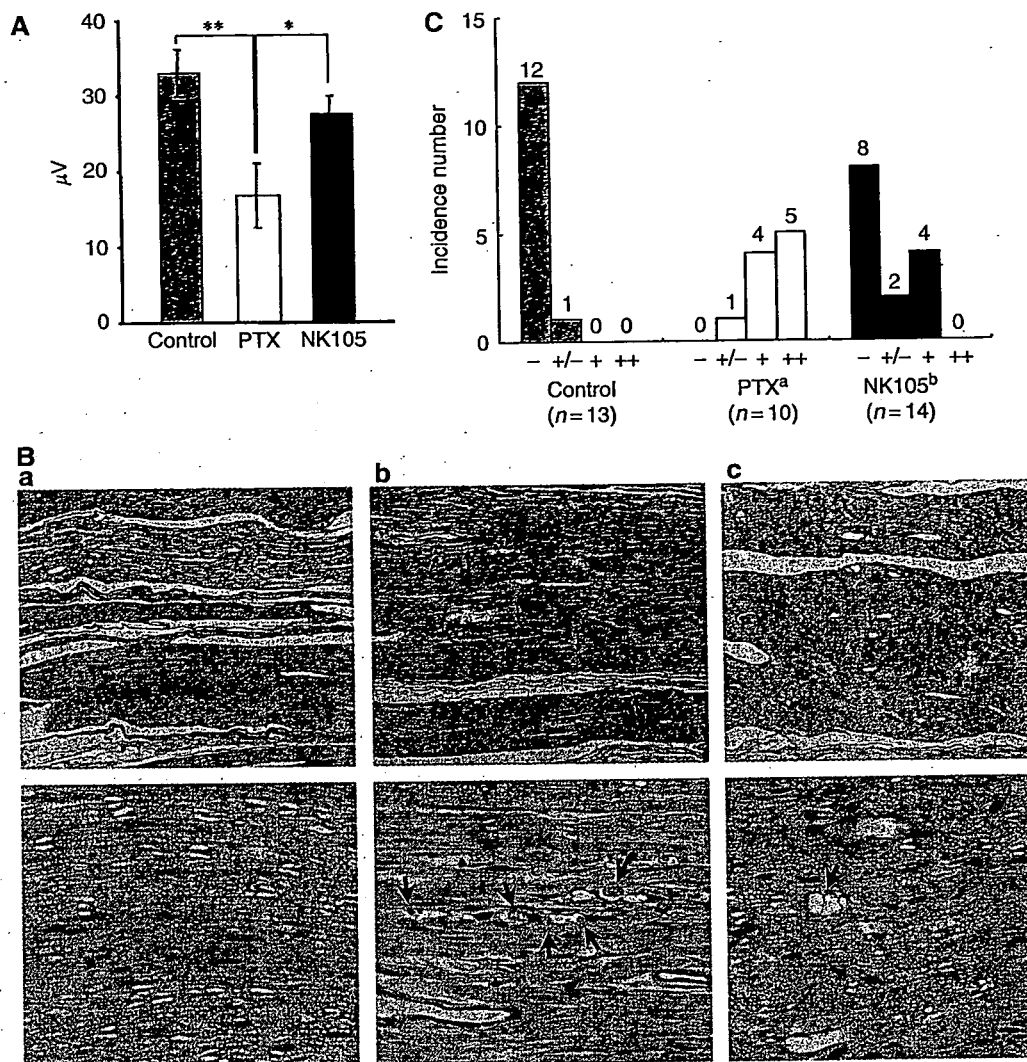 A
40
30
20
10
0
µV
** *
Control PTX NK105
C
15
10
5
0
Incidence number
12 1 0 0
0 1 4 5
8 2 4 0
− +/− + ++ − +/− + ++ − +/− + ++
Control PTXᵃ NK105ᵇ
(n=13) (n=10) (n=14)
B
a b c